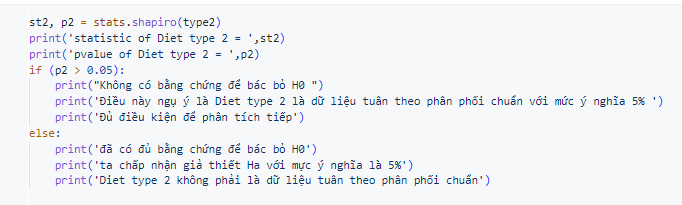 st2, p2 = stats.shapiro(type2)
print('statistic of Diet type 2 = ',st2)
print('pvalue of Diet type 2 = ',p2)
if (p2 > 0.05):
    print("Không có bằng chứng để bác bỏ H0 ")
    print('Điều này ngụ ý là Diet type 2 là dữ liệu tuân theo phân phối chuẩn với mức ý nghĩa 5% ')
    print('Đủ điều kiện để phân tích tiếp')
else:
    print('đã có đủ bằng chứng để bác bỏ H0')
    print('ta chấp nhận giả thiết Ha với mực ý nghĩa là 5%')
    print('Diet type 2 không phải là dữ liệu tuân theo phân phối chuẩn')